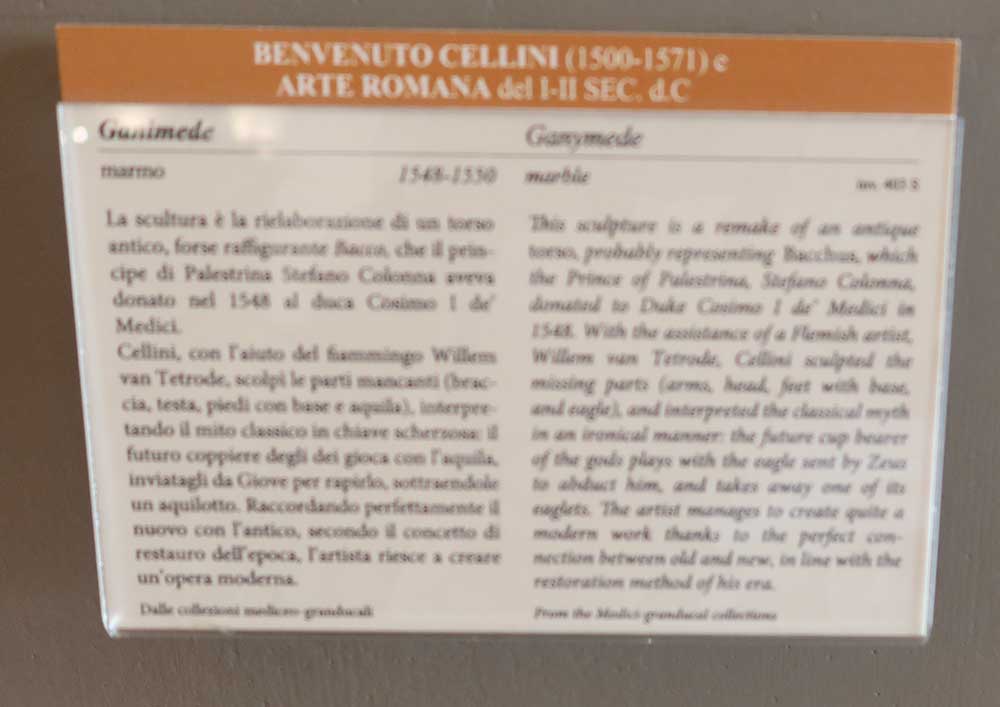 BENVENUTO CELLINI (1500-1571) e
ARTE ROMANA del I-II SEC. d.C
Ganimede
marmo 1548-1550
La scultura è la rielaborazione di un torso
antico, forse raffigurante Bacco, che il prin-
cipe di Palestrina Stefano Colonna aveva
donato nel 1548 al duca Cosimo I de'
Medici.
Cellini, con l'aiuto del fiammingo Willem
van Tetrode, scolpì le parti mancanti (brac-
cia, testa, piedi con base e aquila), interpre-
tando il mito classico in chiave scherzosa: il
futuro coppiere degli dei gioca con l'aquila,
inviatagli da Giove per rapirlo, sottraendole
un aquilotto. Raccordando perfettamente il
nuovo con l'antico, secondo il concetto di
restauro dell'epoca, l'artista riesce a creare
un'opera moderna.
Dalle collezioni mediceo-granducali
Ganymede
marble inv.
This sculpture is a remake of an antique
torso, probably representing Bacchus, which
the Prince of Palestrina, Stefano Colonna,
donated to Duke Cosimo I de' Medici in
1548. With the assistance of a Flemish artist,
Willem van Tetrode, Cellini sculpted the
missing parts (arms, head, feet with base,
and eagle), and interpreted the classical myth
in an ironical manner: the future cup bearer
of the gods plays with the eagle sent by Zeus
to abduct him, and takes away one of its
eaglets. The artist manages to create quite a
modern work thanks to the perfect con-
nection between old and new, in line with the
restoration method of his era.
From the Medici-granducal collections